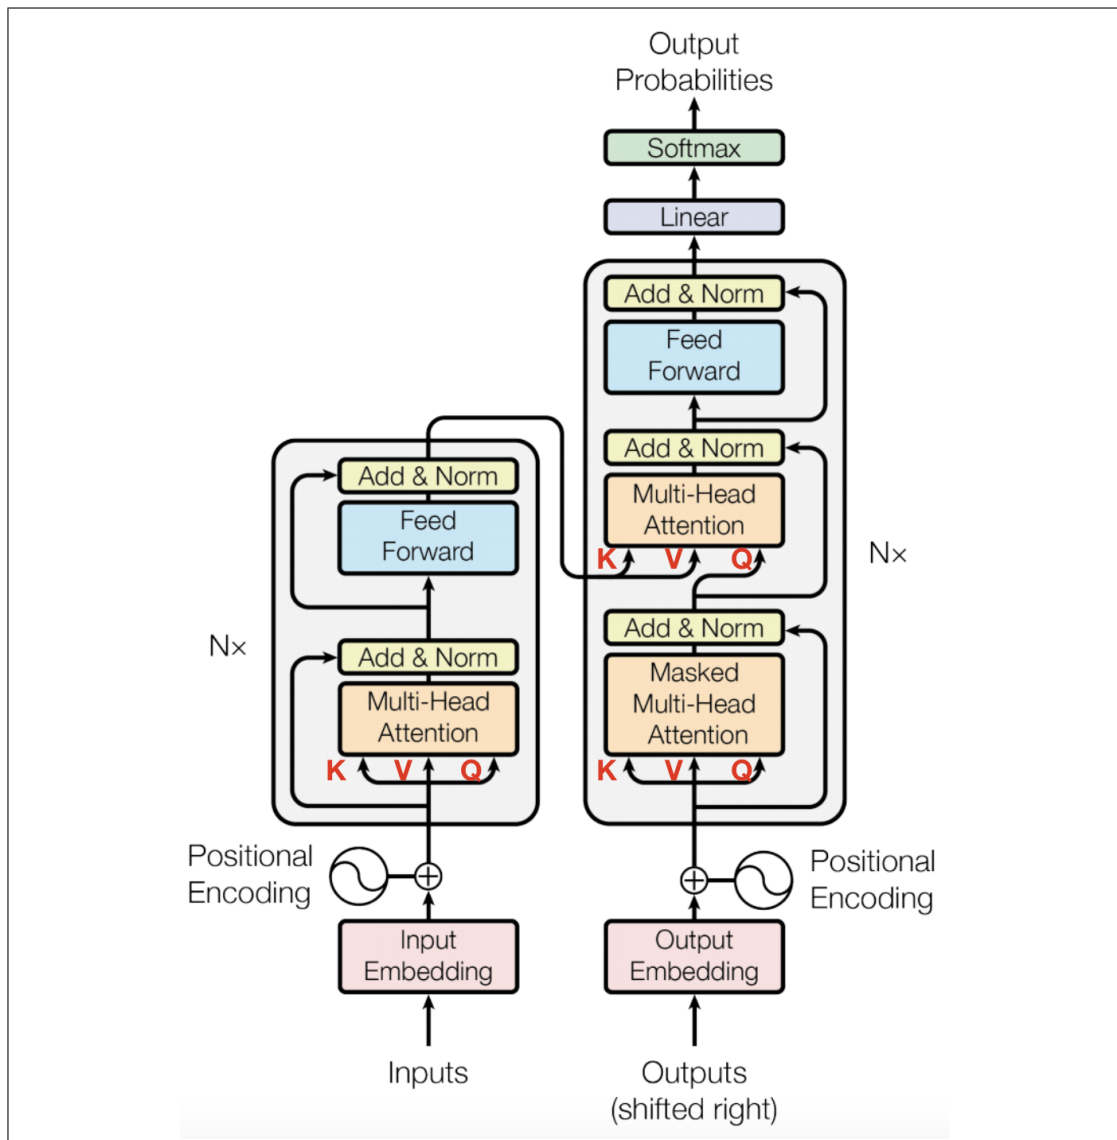 Output
Probabilities
Softmax
Linear
Add & Norm
Feed
Forward
Add & Norm
Multi-Head
Attention
K V Q
Nx
Add & Norm
Masked
Multi-Head
Attention
K V Q
Add & Norm
Feed
Forward
Nx
Add & Norm
Multi-Head
Attention
K V Q
Positional
Encoding
Positional
Encoding
Input
Embedding
Output
Embedding
Inputs
Outputs
(shifted right)